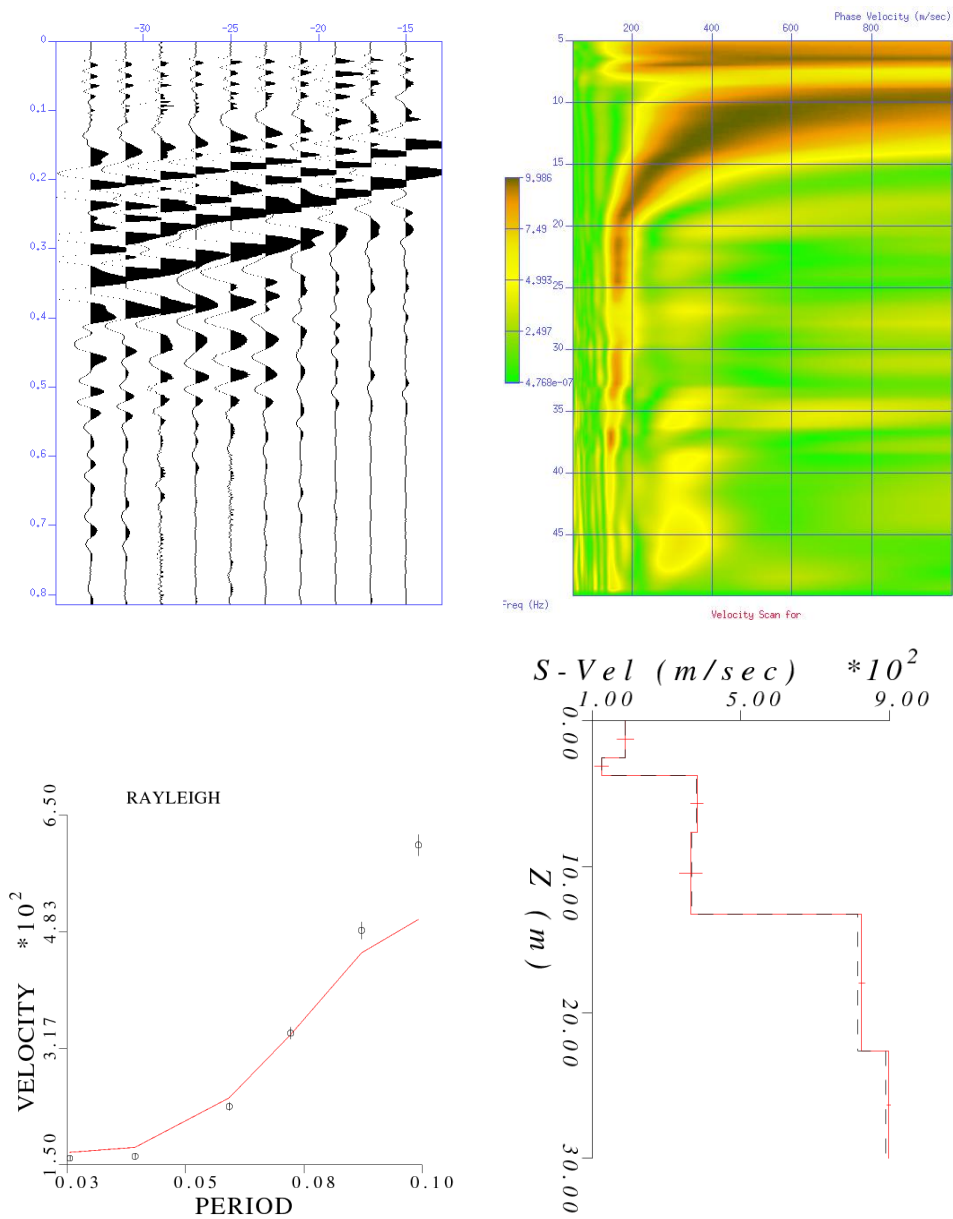 -30 -25 -20 -15
0
0.1
0.2
0.3
0.4
0.5
0.6
0.7
0.8
Phase Velocity (m/sec)
200 400 600 800
5
10
15
20
25
30
35
40
45
9.986
7.49
4.993
2.497
4.768e-07
Freq (Hz)
Velocity Scan for
RAYLEIGH
VELOCITY *10^2
6.50
4.83
3.17
1.50
0.03 0.05 0.08 0.10
PERIOD
S-Vel (m/sec) *10^2
1.00 5.00 9.00
Z (m)
0.00
10.00
20.00
30.00